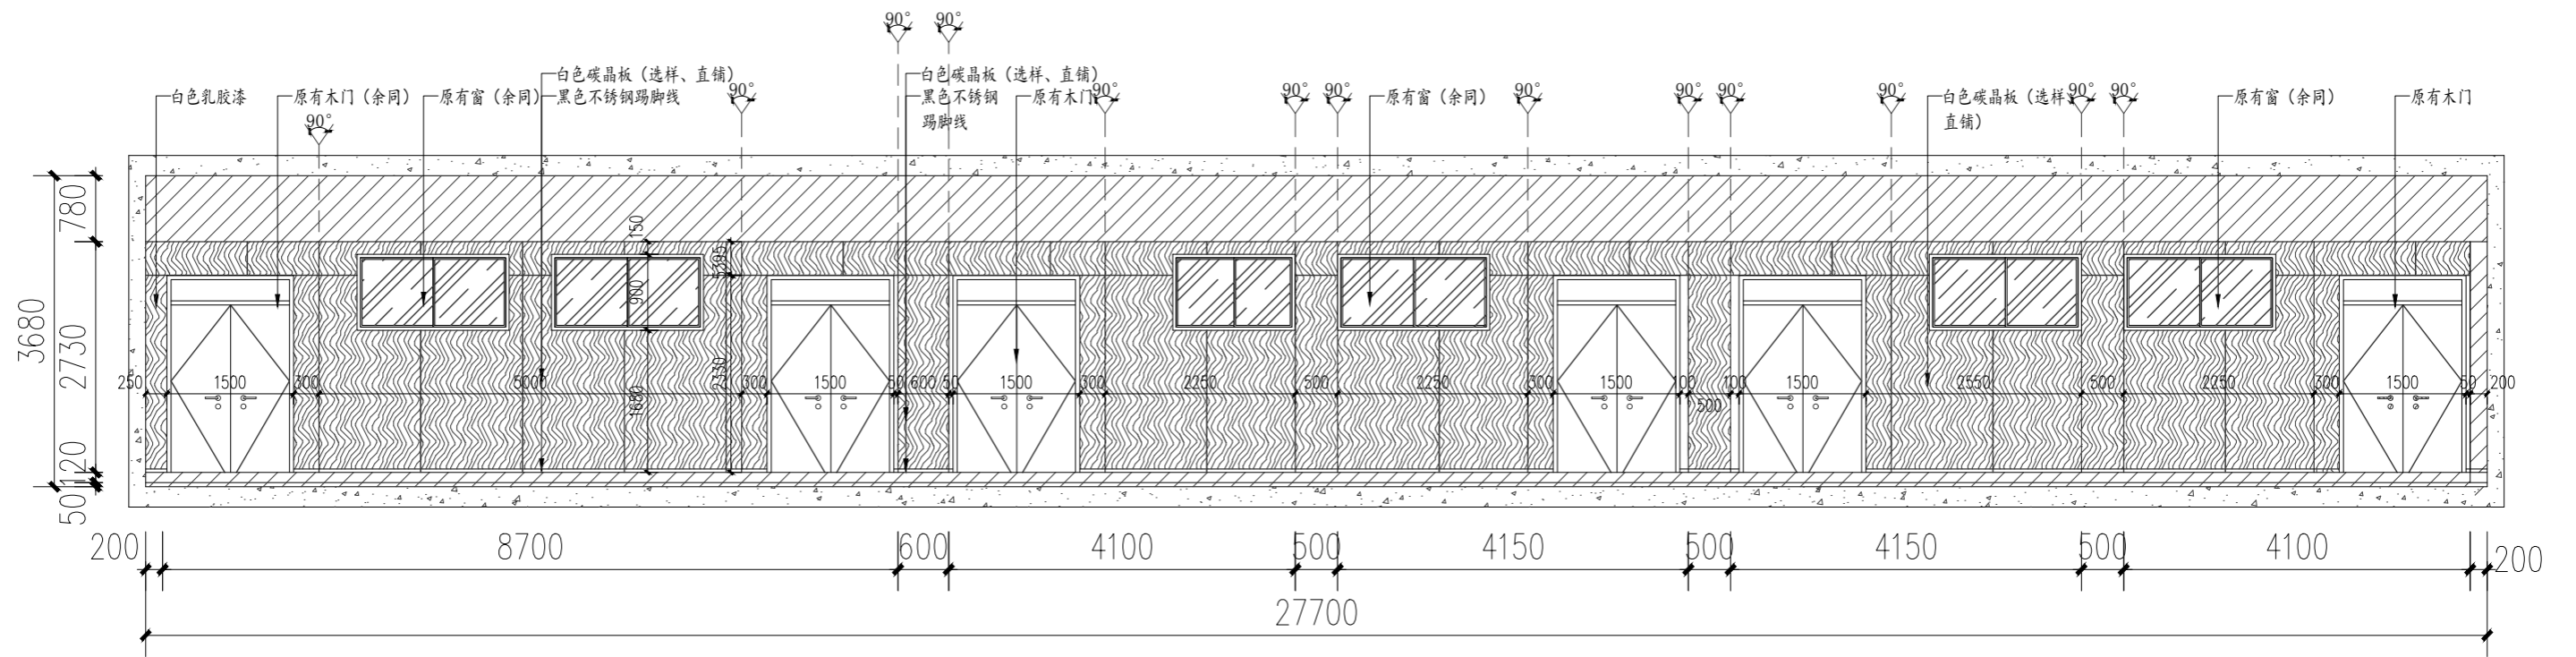 90° 90°
白色碳晶板（选样、直铺） 白色碳晶板（选样、直铺）
白色乳胶漆 原有木门（余同） 原有窗（余同） 黑色不锈钢踢脚线 90° 黑色不锈钢 原有木门 90° 90° 90° 原有窗（余同） 90° 90° 90° 90° 白色碳晶板（选样、 90° 90° 原有窗（余同） 原有木门
90° 踢脚线 直铺）
780
150
5395
900
3680
2730
2330
1680
250 1500 300 5000 300 1500 50 600 50 1500 300 2250 500 2250 300 1500 100 100 1500 2550 500 2250 300 1500 50 200
500
120
50
200 8700 600 4100 500 4150 500 4150 500 4100 200
27700